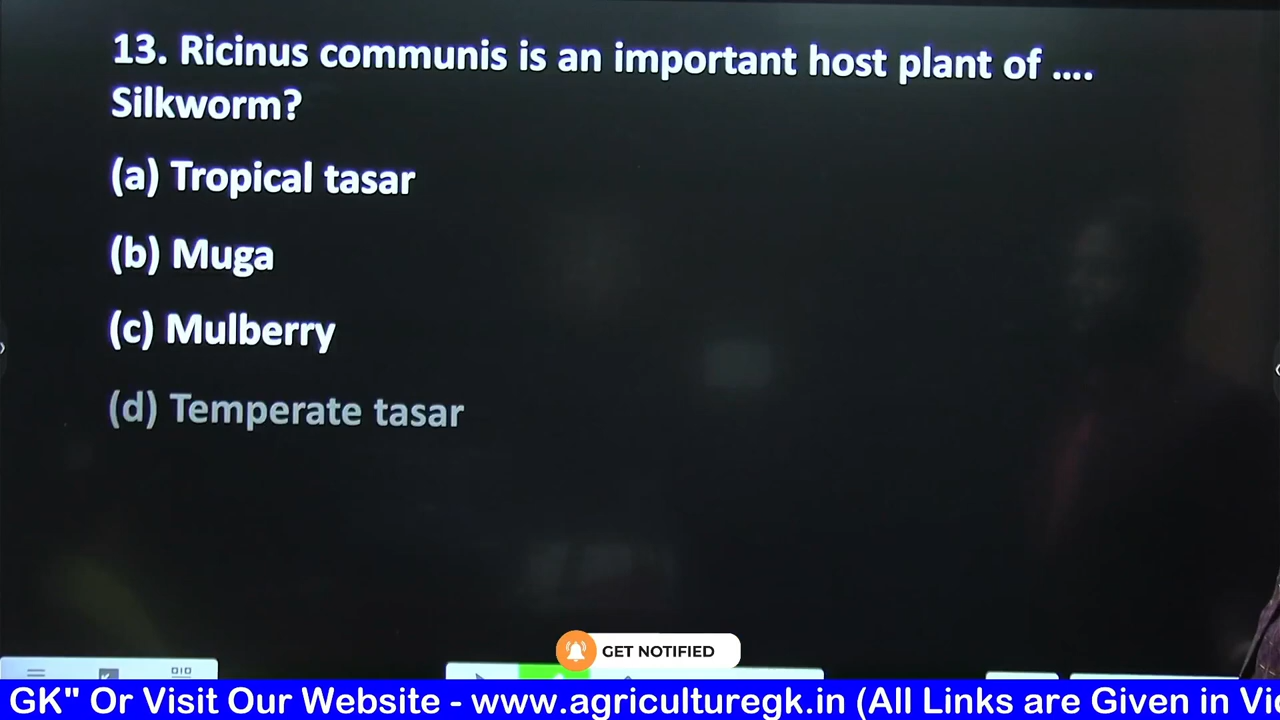 13. Ricinus communis is an important host plant of ....
Silkworm?
(a) Tropical tasar
(b) Muga
(c) Mulberry
(d) Temperate tasar
GET NOTIFIED
GK" Or Visit Our Website - www.agriculturegk.in (All Links are Given in